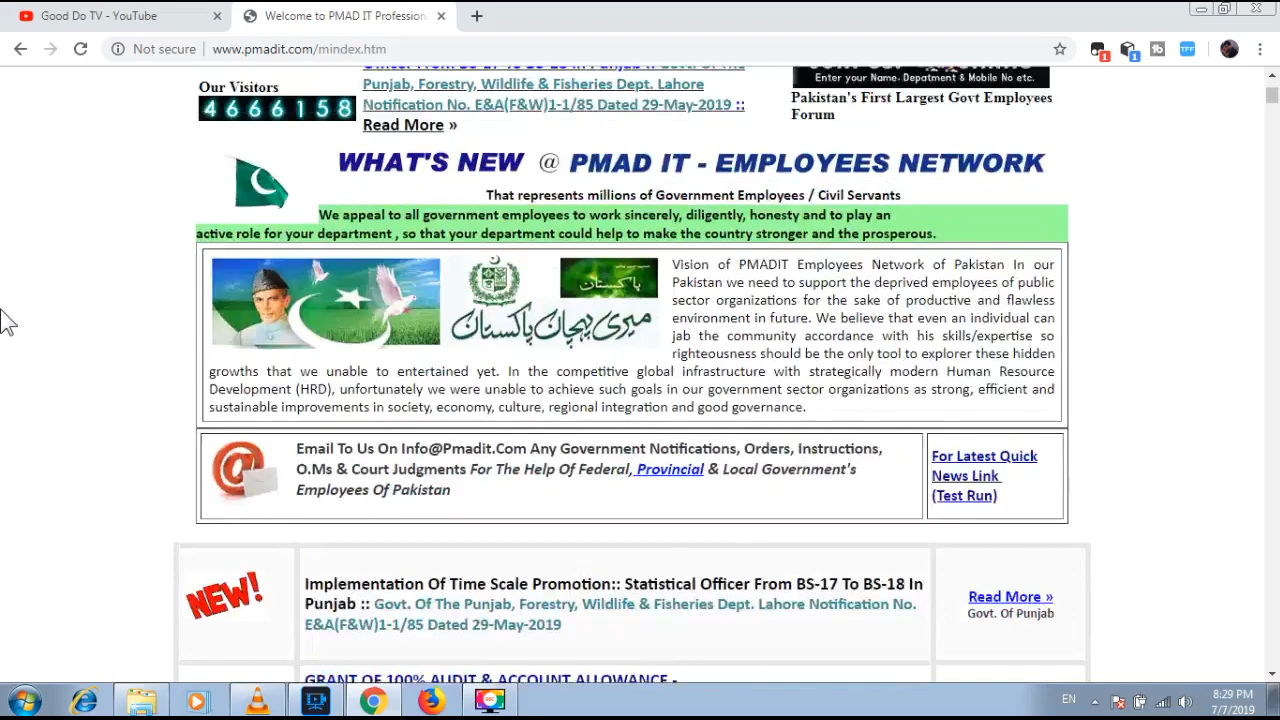 Good Do TV - YouTube
Welcome to PMAD IT Profession
Not secure
www.pmadit.com/mindex.htm
Our Visitors
4666158
Punjab, Forestry, Wildlife & Fisheries Dept. Lahore
Notification No. E&A(F&W)1-1/85 Dated 29-May-2019 ::
Read More »
Enter your Name, Depatment & Mobile No etc.
Pakistan's First Largest Govt Employees
Forum
WHAT'S NEW @ PMAD IT - EMPLOYEES NETWORK
That represents millions of Government Employees / Civil Servants
We appeal to all government employees to work sincerely, diligently, honesty and to play an
active role for your department , so that your department could help to make the country stronger and the prosperous.
پاکستان
میری پہچان پاکستان
Vision of PMADIT Employees Network of Pakistan In our
Pakistan we need to support the deprived employees of public
sector organizations for the sake of productive and flawless
environment in future. We believe that even an individual can
jab the community accordance with his skills/expertise so
righteousness should be the only tool to explorer these hidden
growths that we unable to entertained yet. In the competitive global infrastructure with strategically modern Human Resource
Development (HRD), unfortunately we were unable to achieve such goals in our government sector organizations as strong, efficient and
sustainable improvements in society, economy, culture, regional integration and good governance.
Email To Us On Info@Pmadit.Com Any Government Notifications, Orders, Instructions,
O.Ms & Court Judgments For The Help Of Federal, Provincial & Local Government's
Employees Of Pakistan
For Latest Quick
News Link
(Test Run)
NEW!
Implementation Of Time Scale Promotion:: Statistical Officer From BS-17 To BS-18 In
Punjab :: Govt. Of The Punjab, Forestry, Wildlife & Fisheries Dept. Lahore Notification No.
E&A(F&W)1-1/85 Dated 29-May-2019
Read More »
Govt. Of Punjab
GRANT OF 100% AUDIT & ACCOUNT ALLOWANCE -
EN
8:29 PM
7/7/2019